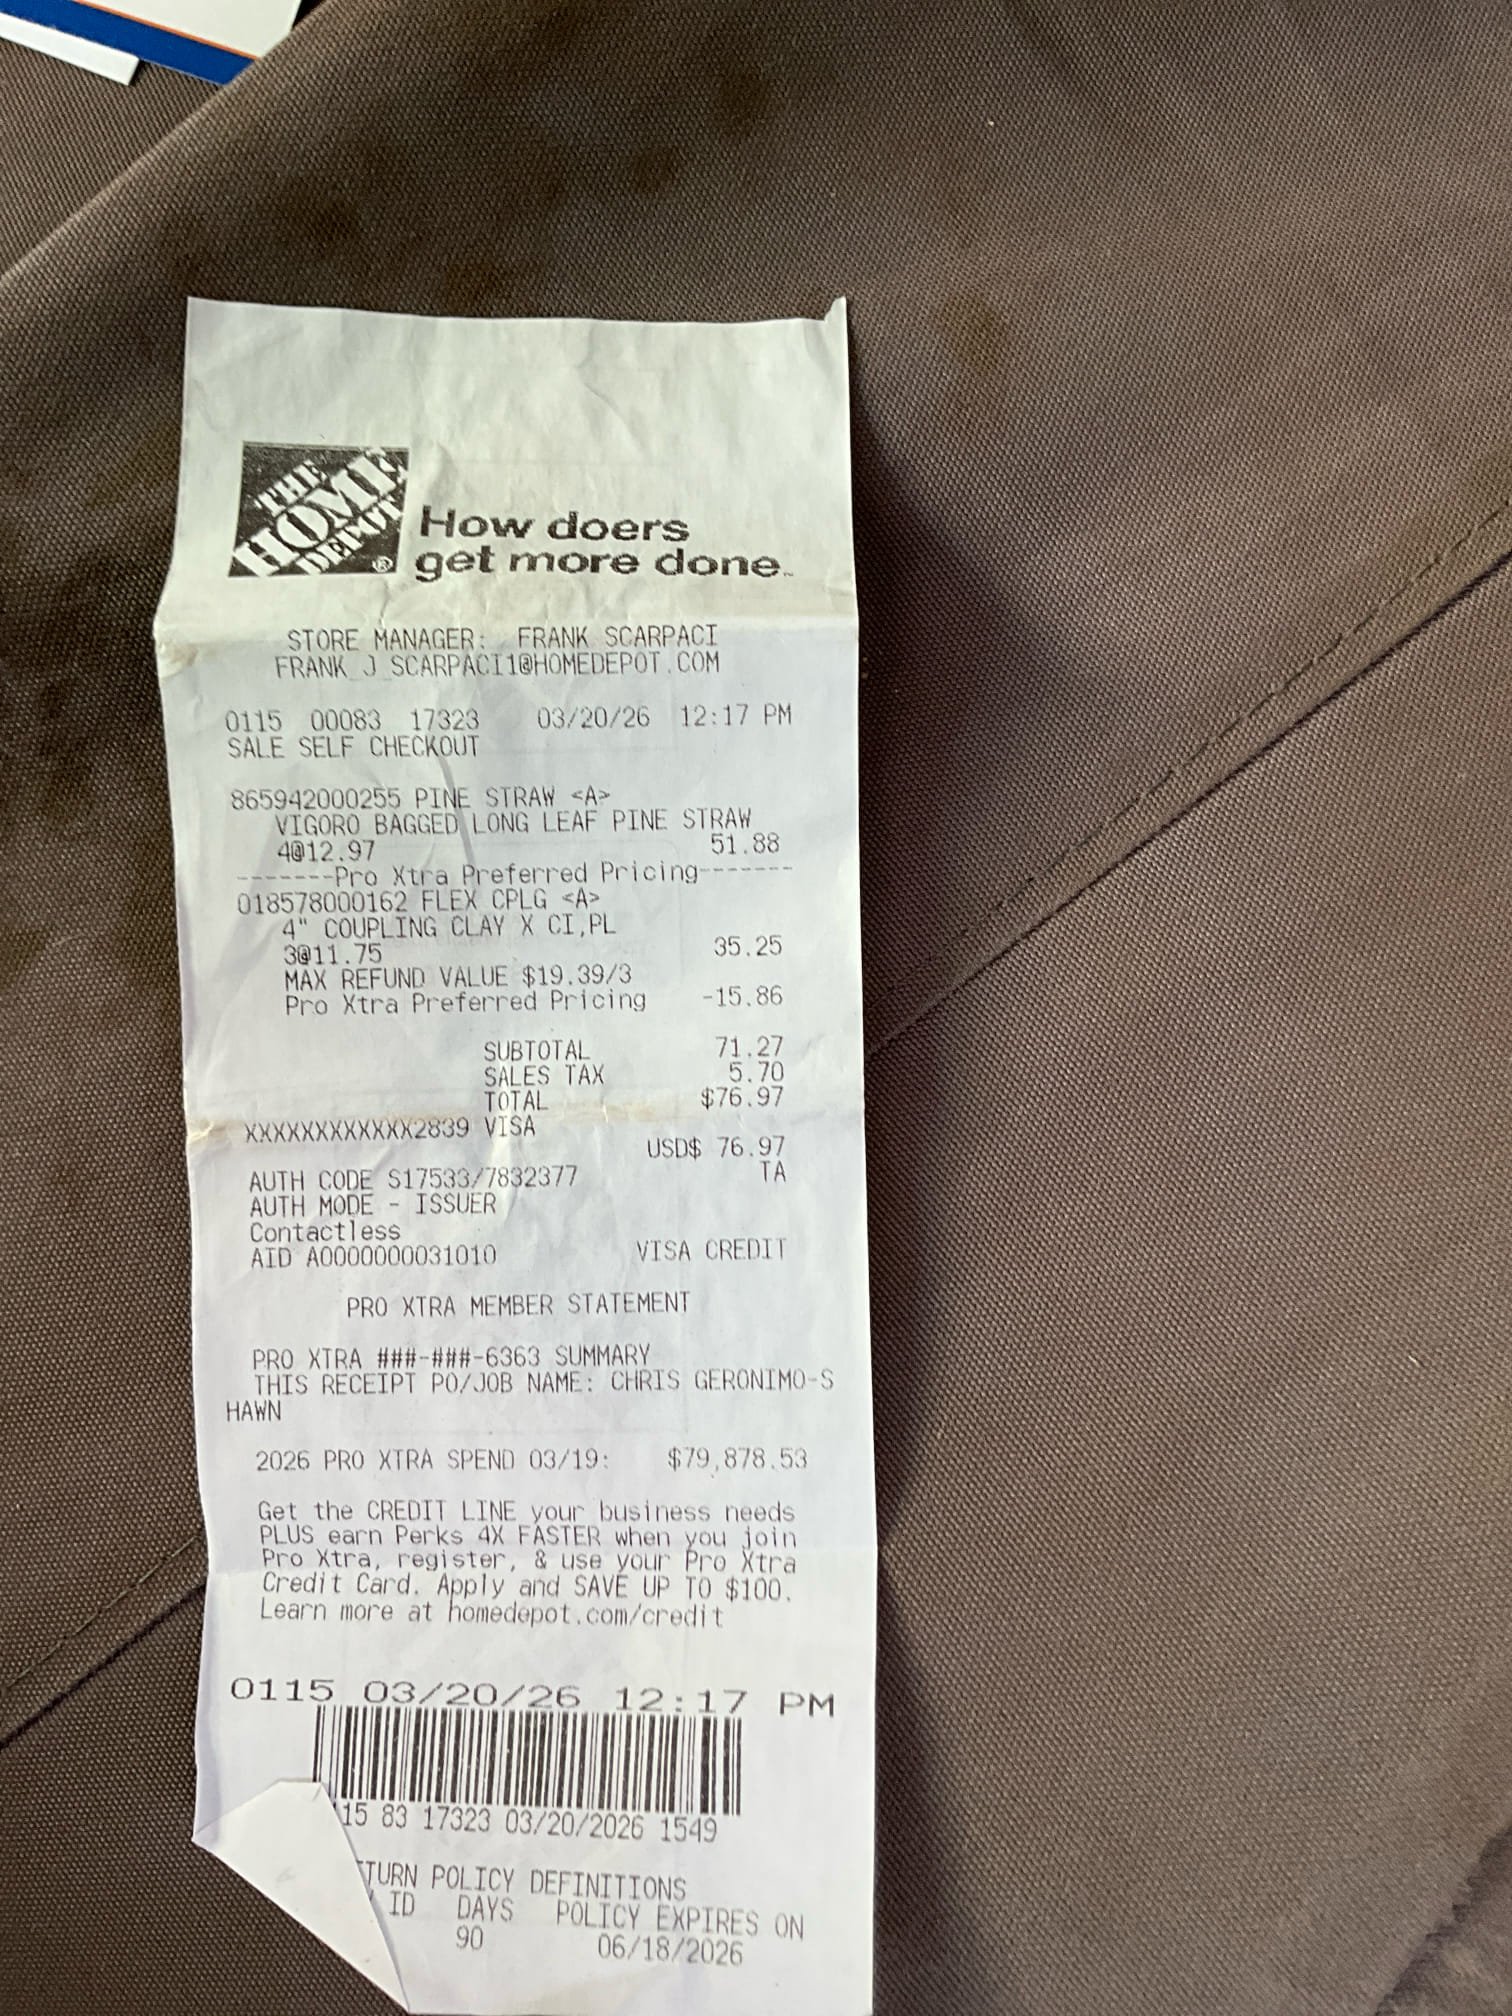 THE
HOME
DEPOT
®
How doers
get more done™
STORE MANAGER: FRANK SCARPACI
FRANK_J_SCARPACI1@HOMEDEPOT.COM
0115 00083 17323 03/20/26 12:17 PM
SALE SELF CHECKOUT
865942000255 PINE STRAW <A>
VIGORO BAGGED LONG LEAF PINE STRAW
4@12.97 51.88
-------Pro Xtra Preferred Pricing-------
018578000162 FLEX CPLG <A>
4" COUPLING CLAY X CI,PL
3@11.75 35.25
MAX REFUND VALUE $19.39/3
Pro Xtra Preferred Pricing -15.86
SUBTOTAL 71.27
SALES TAX 5.70
TOTAL $76.97
XXXXXXXXXXXX2839 VISA
USD$ 76.97
AUTH CODE S17533/7832377 TA
AUTH MODE - ISSUER
Contactless
AID A0000000031010 VISA CREDIT
PRO XTRA MEMBER STATEMENT
PRO XTRA ###-###-6363 SUMMARY
THIS RECEIPT PO/JOB NAME: CHRIS GERONIMO-S
HAWN
2026 PRO XTRA SPEND 03/19: $79,878.53
Get the CREDIT LINE your business needs
PLUS earn Perks 4X FASTER when you join
Pro Xtra, register, & use your Pro Xtra
Credit Card. Apply and SAVE UP TO $100.
Learn more at homedepot.com/credit
0115 03/20/26 12:17 PM
15 83 17323 03/20/2026 1549
TURN POLICY DEFINITIONS
ID DAYS POLICY EXPIRES ON
90 06/18/2026